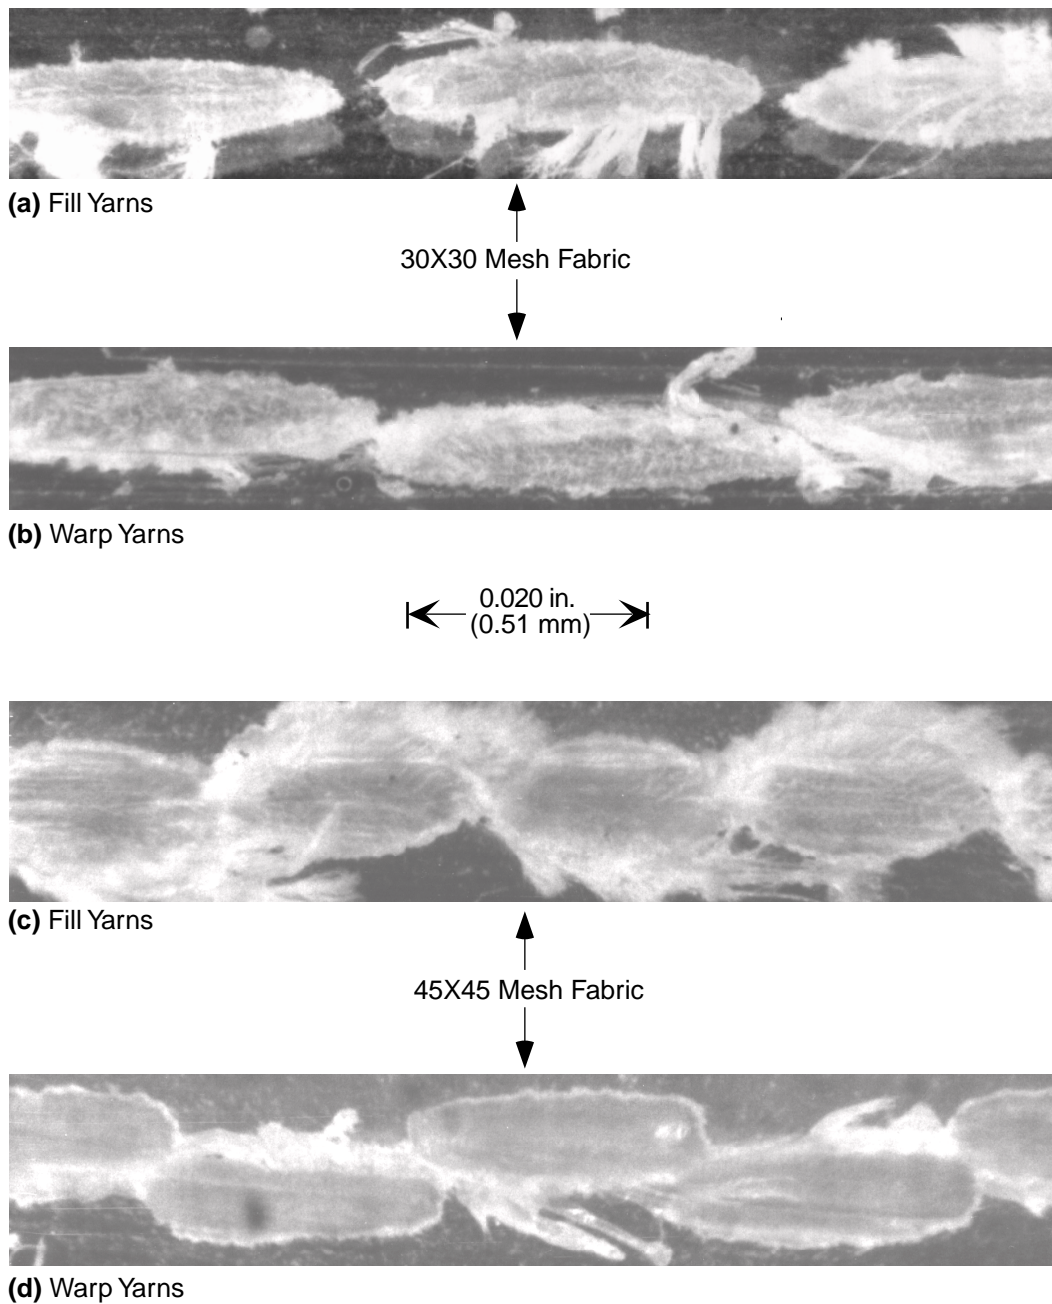 (a) Fill Yarns
30X30 Mesh Fabric
(b) Warp Yarns
0.020 in.
(0.51 mm)
(c) Fill Yarns
45X45 Mesh Fabric
(d) Warp Yarns